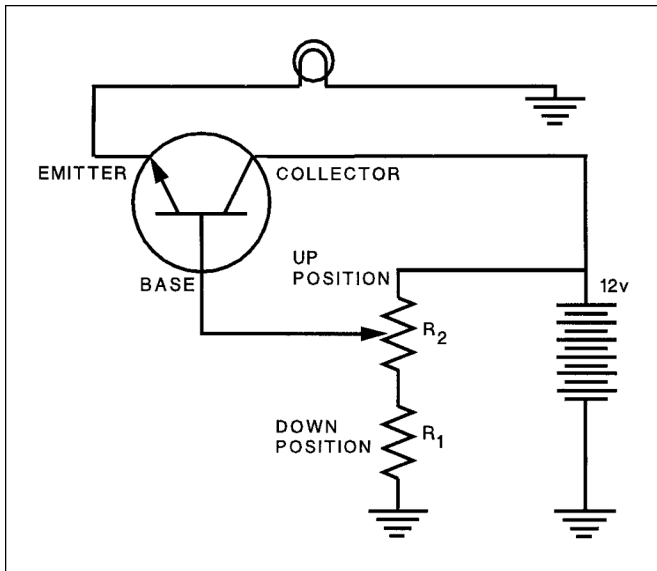 EMITTER
COLLECTOR
BASE
UP
POSITION
12v
R2
DOWN
POSITION
R1